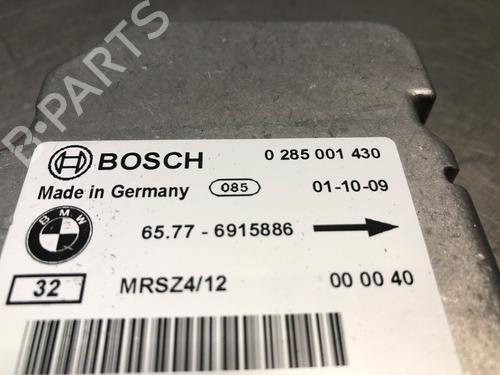 B-PARTS
BOSCH 0 285 001 430
Made in Germany 085 01-10-09
BMW 65.77 - 6915886
32 MRSZ4/12 00 00 40